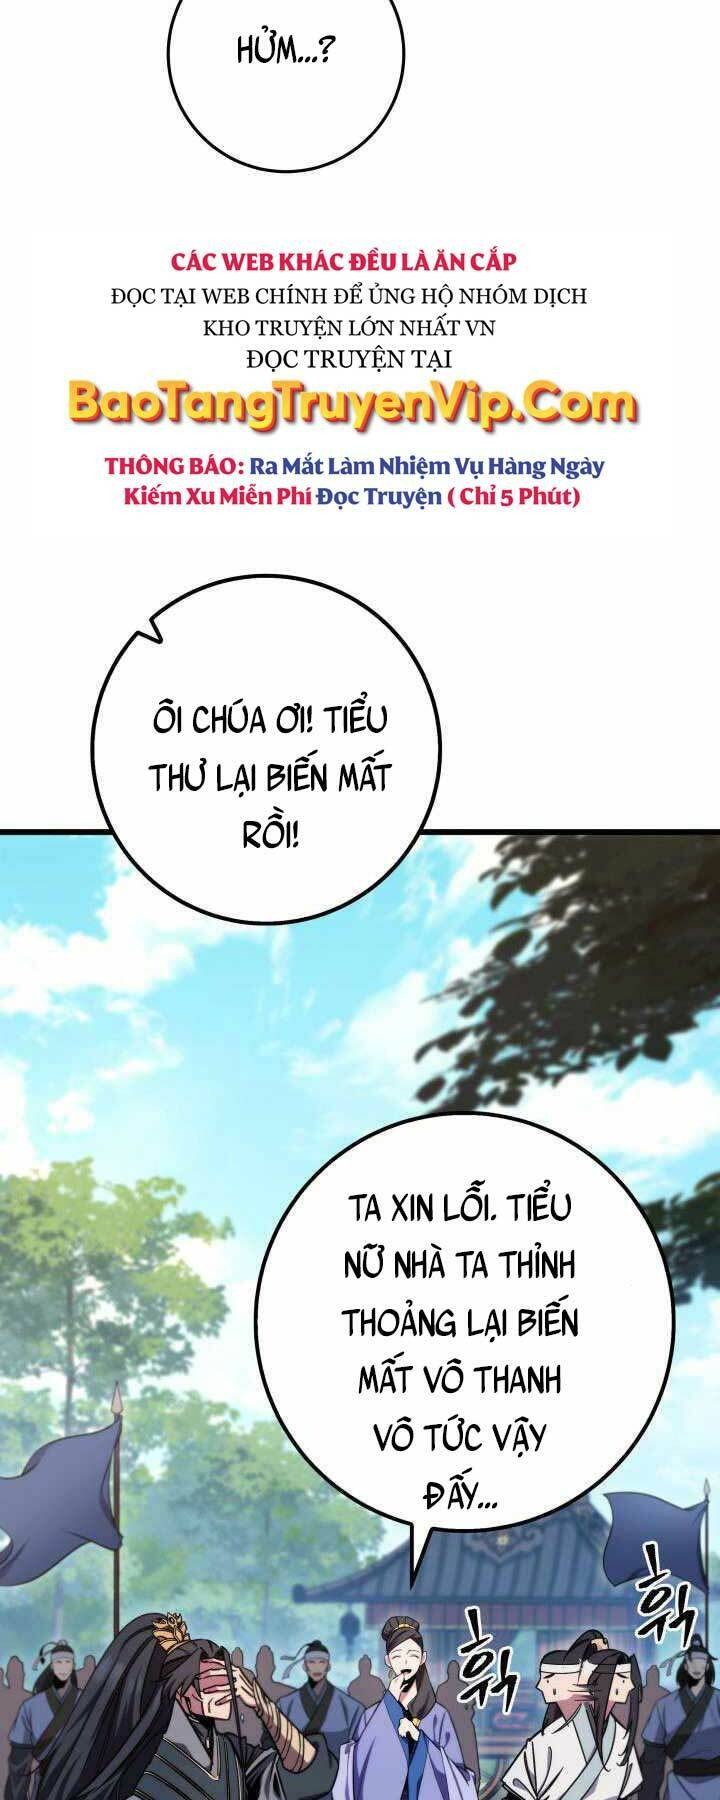 HỬM...?
CÁC WEB KHÁC ĐỀU LÀ ĂN CẮP
ĐỌC TẠI WEB CHÍNH ĐỂ ỦNG HỘ NHÓM DỊCH
KHO TRUYỆN LỚN NHẤT VN
ĐỌC TRUYỆN TẠI
BaoTangTruyenVip.Com
THÔNG BÁO: Ra Mắt Làm Nhiệm Vụ Hàng Ngày
Kiếm Xu Miễn Phí Đọc Truyện ( Chỉ 5 Phút)
ÔI CHÚA ƠI! TIỂU
THƯ LẠI BIẾN MẤT
RỒI!
TA XIN LỖI. TIỂU
NỮ NHÀ TA THỈNH
THOẢNG LẠI BIẾN
MẤT VÔ THANH
VÔ TỨC VẬY
ĐẤY...
휙
휙